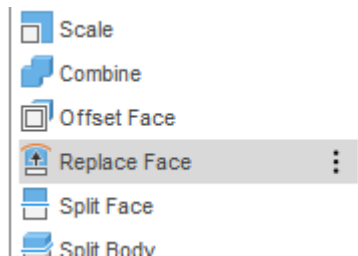 Scale
Combine
Offset Face
Replace Face
Split Face
Split Body